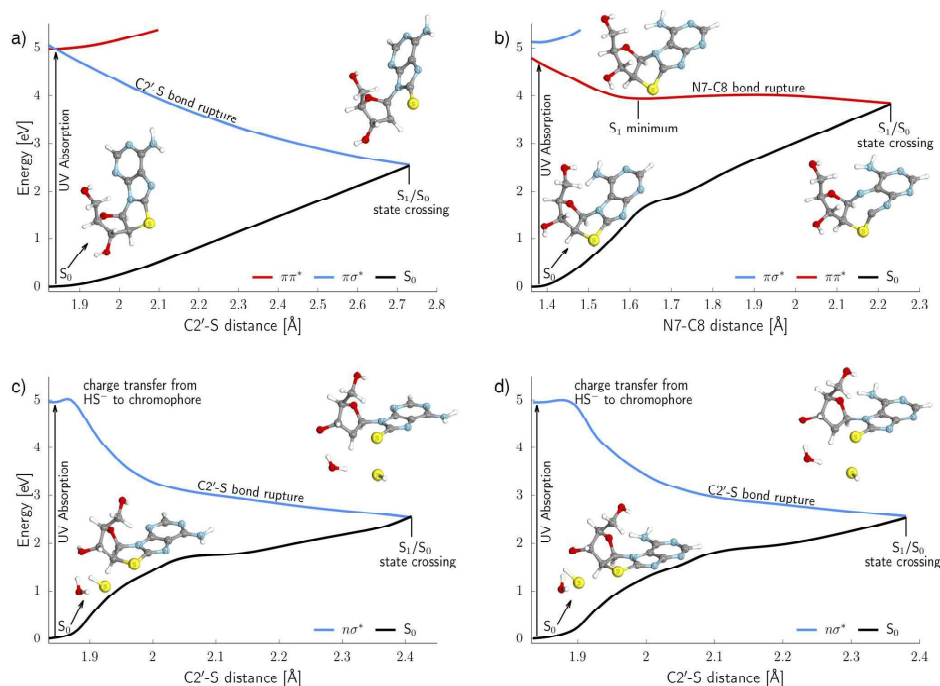 a)
Energy [eV]
5
4
3
2
1
0
UV Absorption
C2′-S bond rupture
S
S
S₁/S₀
state crossing
S₀
ππ* πσ* S₀
1.9 2 2.1 2.2 2.3 2.4 2.5 2.6 2.7 2.8
C2′-S distance [Å]
b)
5
4
3
2
1
0
UV Absorption
N7-C8 bond rupture
S
S₁ minimum
S₁/S₀
state crossing
S
S
S₀
πσ* ππ* S₀
1.4 1.5 1.6 1.7 1.8 1.9 2 2.1 2.2 2.3
N7-C8 distance [Å]
c)
Energy [eV]
5
4
3
2
1
0
charge transfer from
HS⁻ to chromophore
UV Absorption
S
S
C2′-S bond rupture
S
S
S₁/S₀
state crossing
S₀
nσ* S₀
1.9 2 2.1 2.2 2.3 2.4
C2′-S distance [Å]
d)
5
4
3
2
1
0
charge transfer from
HS⁻ to chromophore
UV Absorption
S
S
C2′-S bond rupture
S
S
S₁/S₀
state crossing
S₀
nσ* S₀
1.9 2 2.1 2.2 2.3 2.4
C2′-S distance [Å]